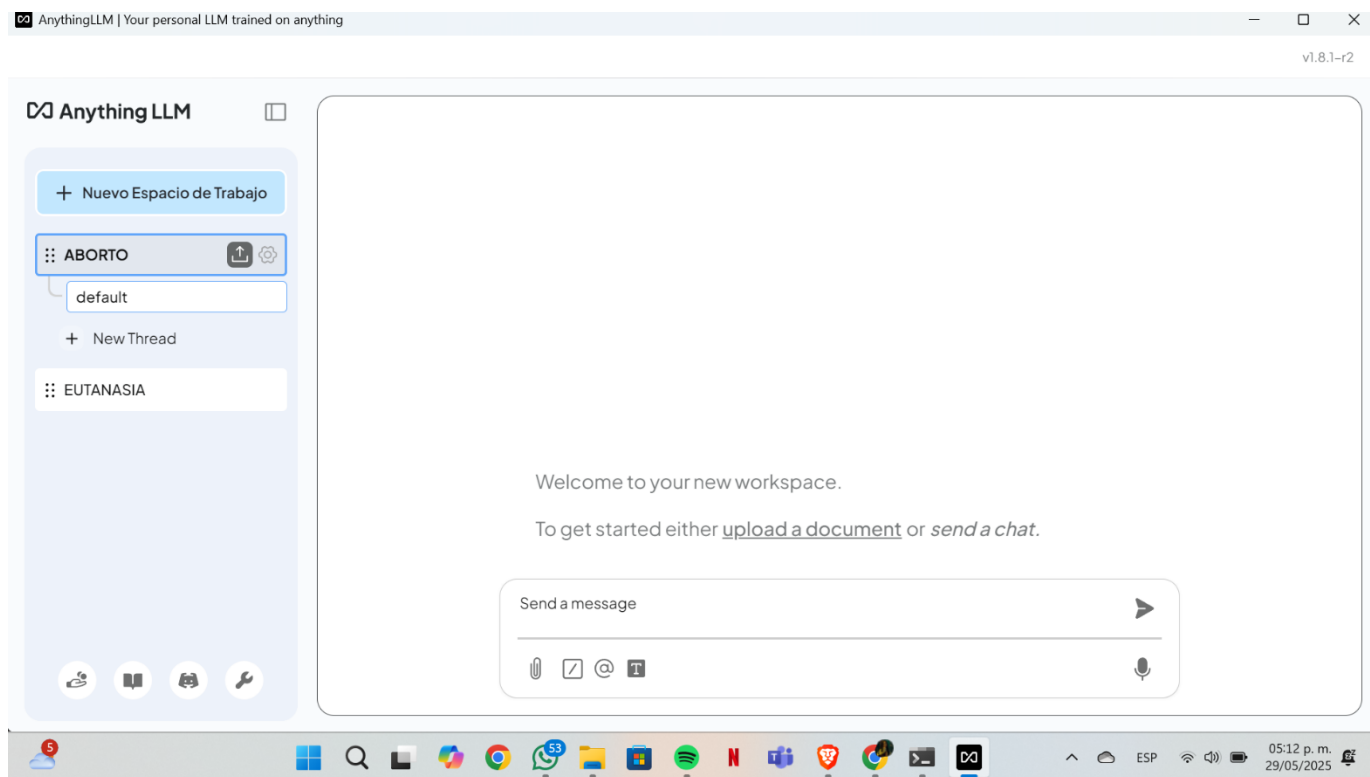 AnythingLLM | Your personal LLM trained on anything
v1.8.1-r2
Anything LLM
+ Nuevo Espacio de Trabajo
ABORTO
default
+ New Thread
EUTANASIA
Welcome to your new workspace.
To get started either upload a document or send a chat.
Send a message
5
53
ESP
05:12 p. m.
29/05/2025